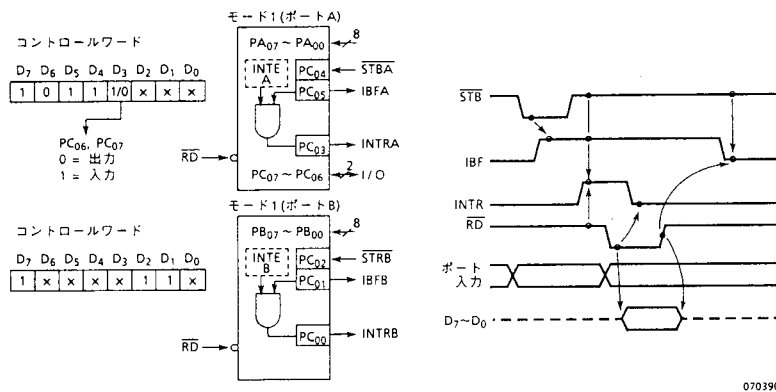 モード1(ポートA)
コントロールワード
D7 D6 D5 D4 D3 D2 D1 D0
1 0 1 1 1/0 × × ×
PC06, PC07
0 = 出力
1 = 入力
PA07~PA00
8
INTE
A
PC04
STBA
PC05
IBFA
PC03
INTRA
RD
PC07~PC06
2
I/O
モード1(ポートB)
コントロールワード
D7 D6 D5 D4 D3 D2 D1 D0
1 × × × × 1 1 ×
PB07~PB00
8
INTE
B
PC02
STRB
PC01
IBFB
PC00
INTRB
RD
STB
IBF
INTR
RD
ポート
入力
D7~D0
070390